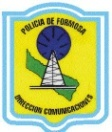 POLICIA DE FORMOSA
DIRECCION COMUNICACIONES